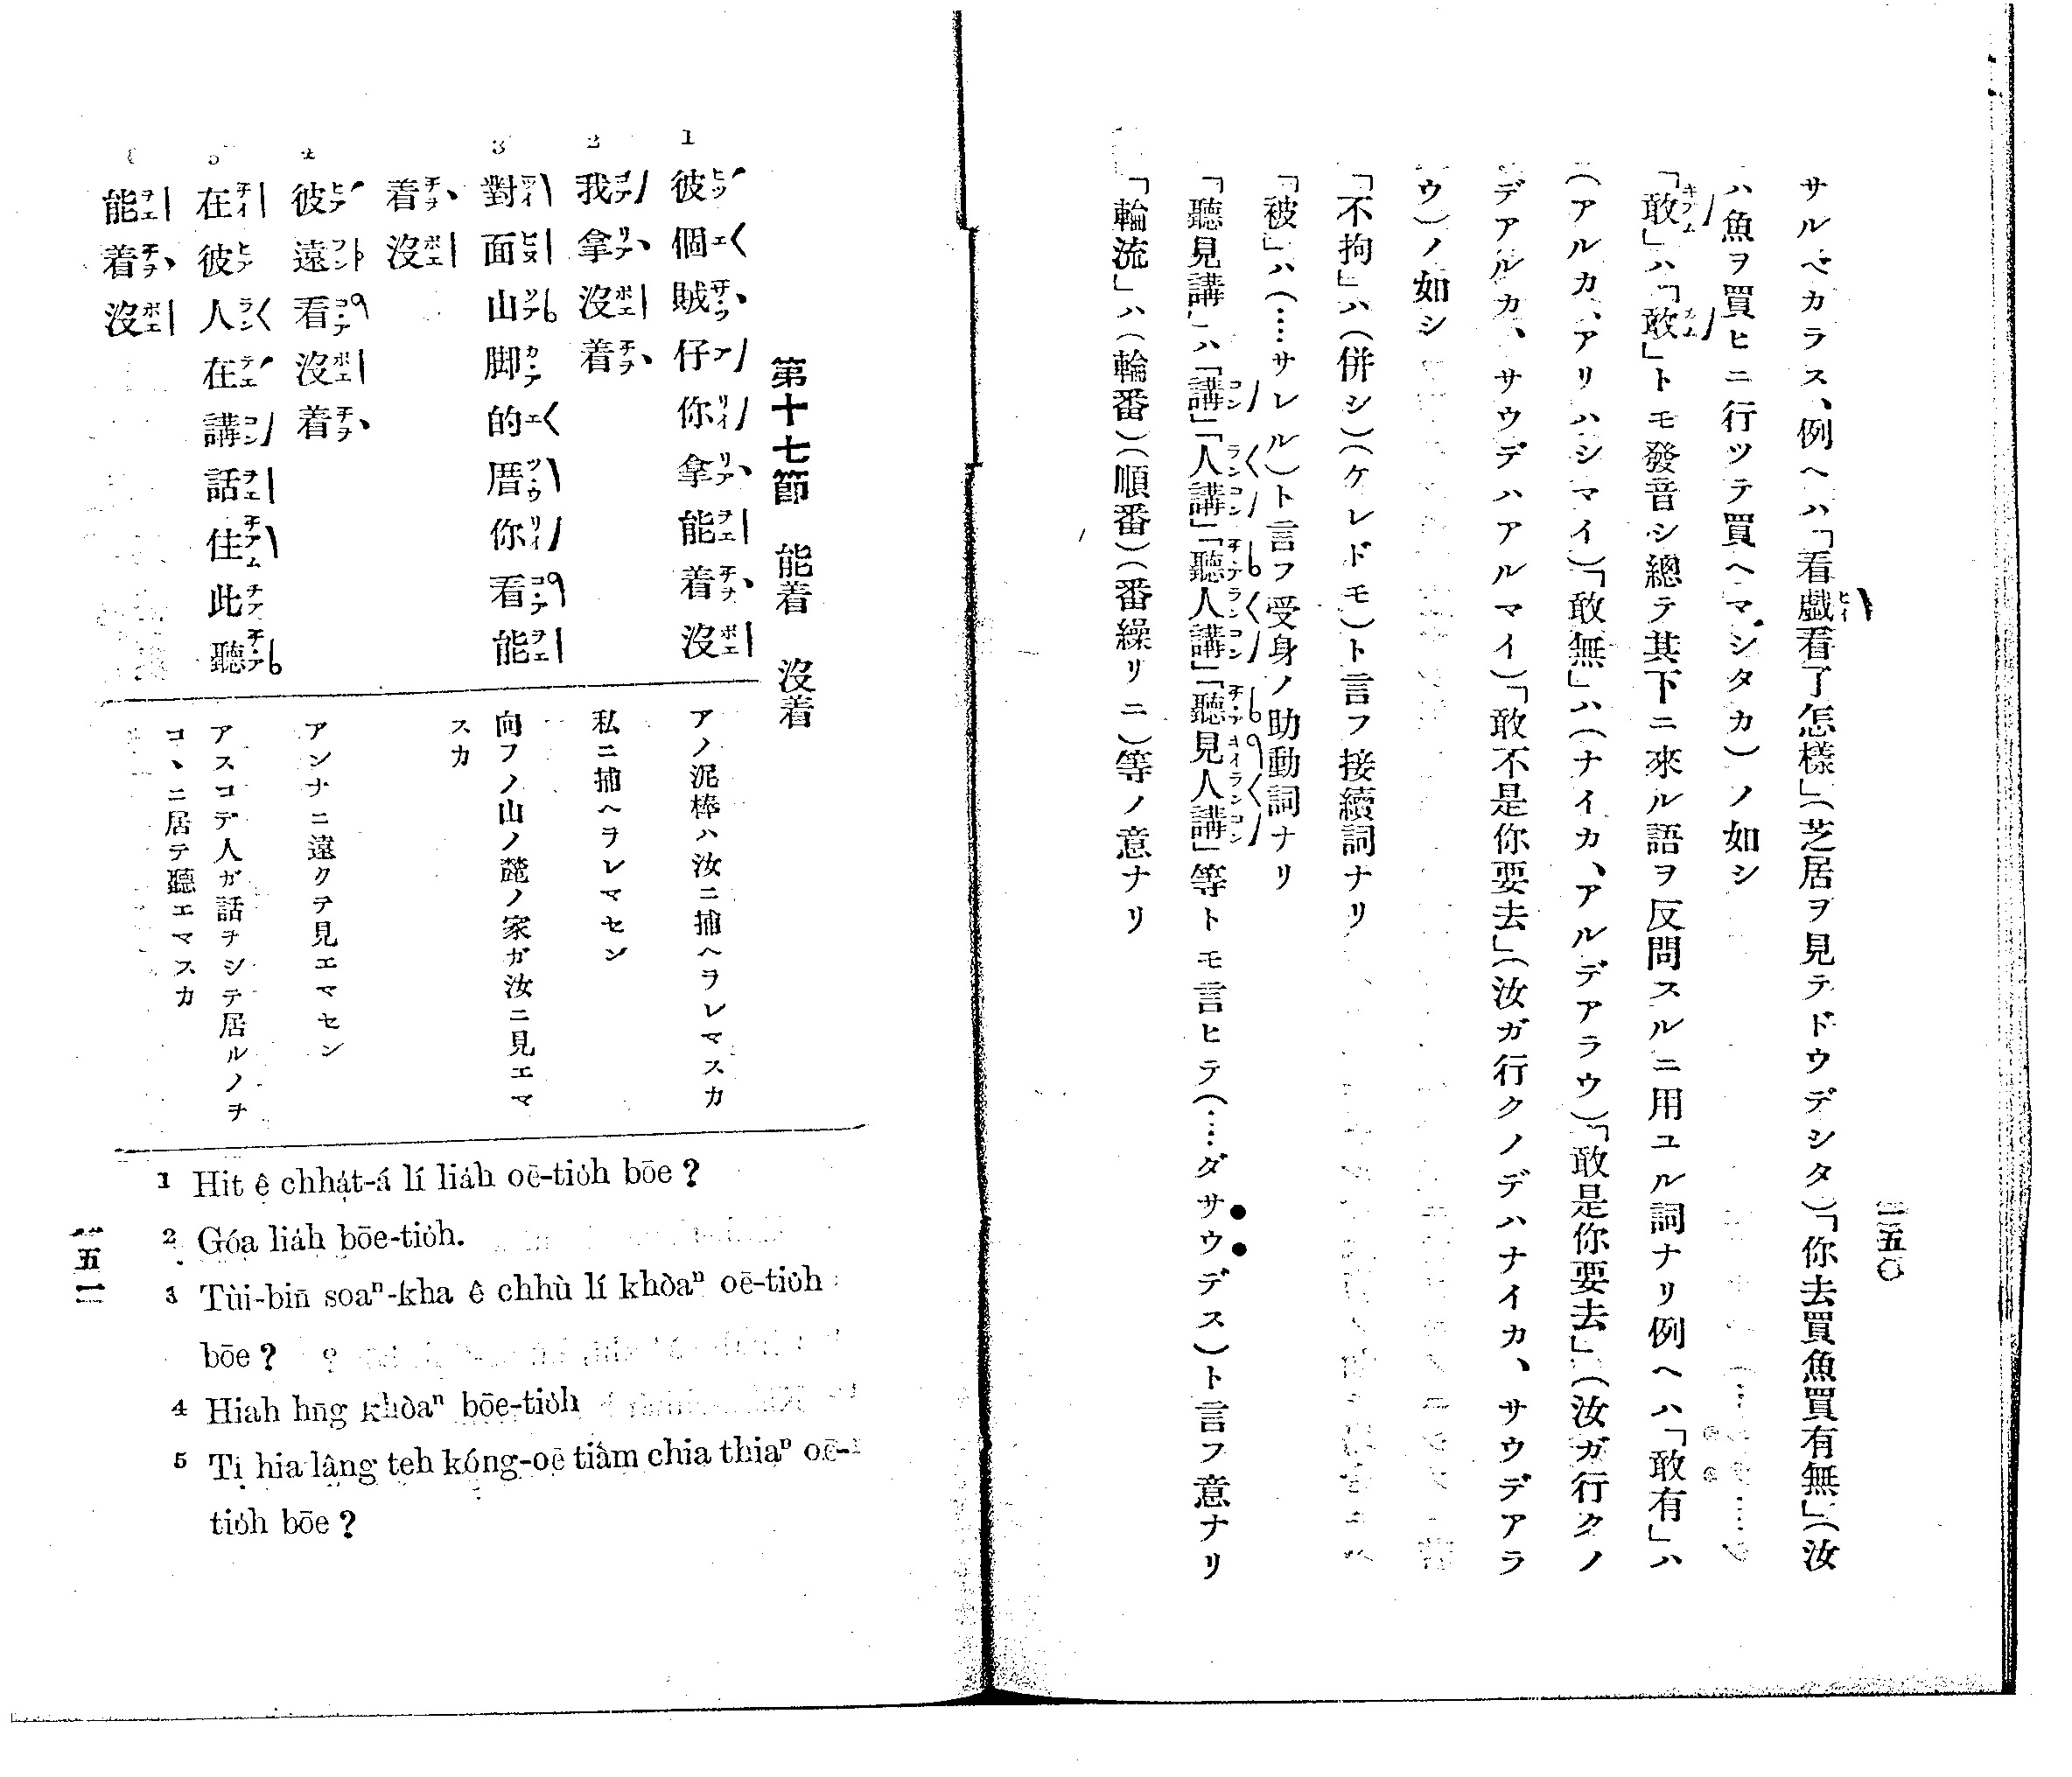 一五〇
サルベカラス、例ヘハ「看戯看了怎樣」(芝居ヲ見テドウデシタ)「你去買魚買有無」(汝
ハ魚ヲ買ヒニ行ツテ買ヘマシタカ)ノ如シ
「敢」ハ「敢」トモ發音シ總テ其下ニ來ル語ヲ反問スルニ用ユル詞ナリ例ヘハ「敢有」ハ
(アルカ、アリハシマイ)「敢無」ハ(ナイカ、アルデアラウ)「敢是你要去」(汝ガ行クノ
デアルカ、サウデハアルマイ)「敢不是你要去」(汝ガ行クノデハナイカ、サウデアラ
ウ)ノ如シ
「不拘」ハ(併シ)(ケレドモ)ト言フ接續詞ナリ
「被」ハ(……サレル)ト言フ受身ノ助動詞ナリ
「聽見講」ハ「講」「人講」「聽人講」「聽見人講」等トモ言ヒテ(……ダサウデス)ト言フ意ナリ
「輪流」ハ(輪番)(順番)(番繰リニ)等ノ意ナリ
第十七節 能着 沒着
1 彼個賊仔你拿能着沒
2 我拿沒着
3 對面山脚的厝你看能
着沒
4 彼遠看沒着
5 在彼人在講話住此聽
能着沒
アノ泥棒ハ汝ニ捕ヘラレマスカ
私ニ捕ヘラレマセン
向フノ山ノ麓ノ家ガ汝ニ見エマ
スカ
アンナニ遠クテ見エマセン
アスコデ人ガ話チシテ居ルノヲ
コヽニ居テ聽エマスカ
1 Hit ê chha̍t-á lí lia̍h oē-tio̍h bōe?
2 Góa lia̍h bōe-tio̍h.
3 Tùi-bīn soaⁿ-kha ê chhù lí khòaⁿ oē-tio̍h
bōe?
4 Hiah hn̄g khòaⁿ bōe-tio̍h
5 Tī hia lâng teh kóng-oē tiàm chia thiaⁿ oē-
tio̍h bōe?
一五一